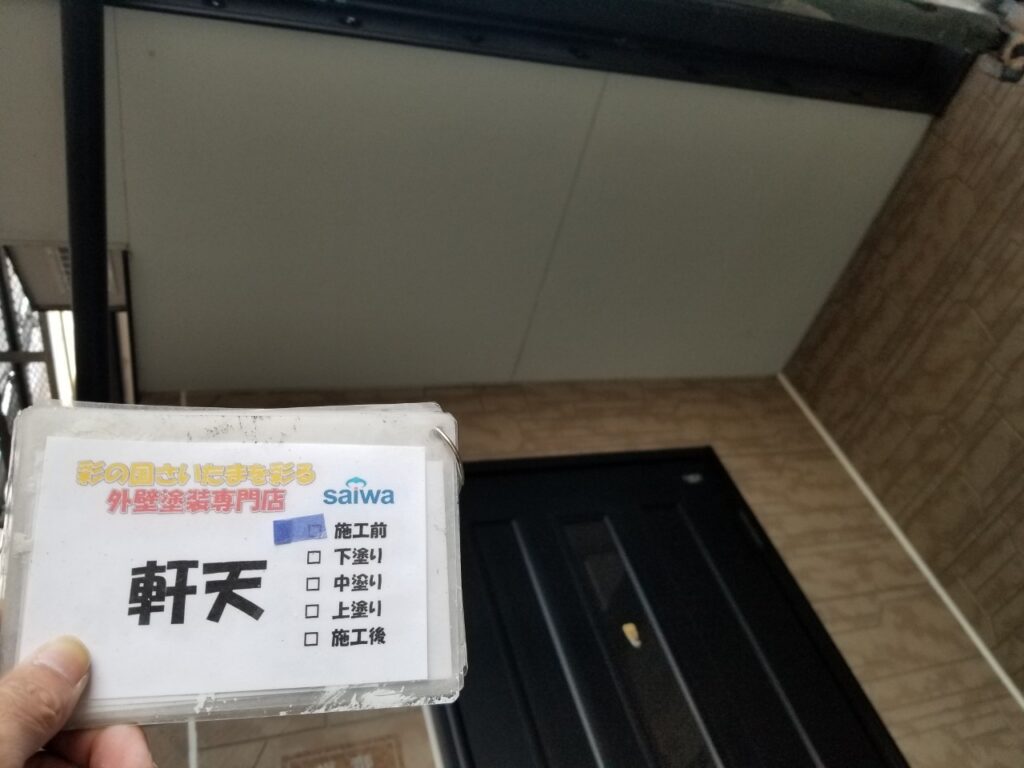 彩の国さいたまを彩る
外壁塗装専門店
saiwa
軒天
□ 施工前
□ 下塗り
□ 中塗り
□ 上塗り
□ 施工後